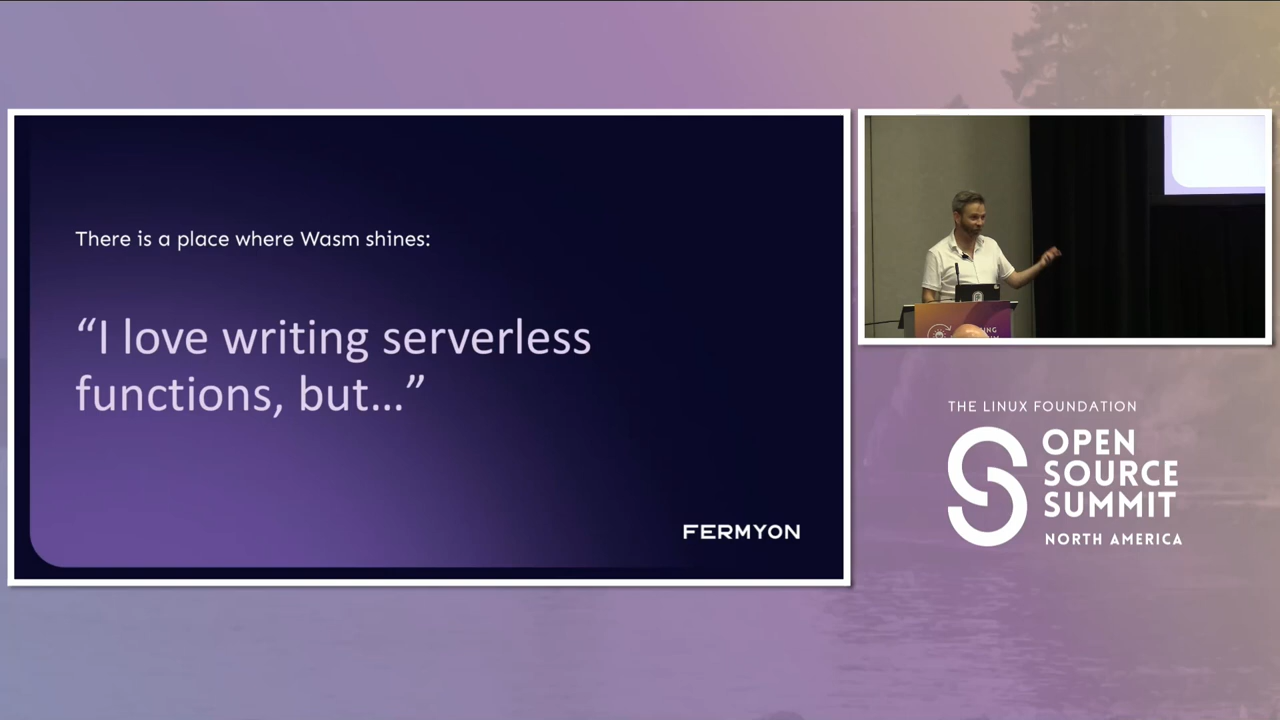 There is a place where Wasm shines:
“I love writing serverless
functions, but...”
FERMYON
THE LINUX FOUNDATION
OPEN
SOURCE
SUMMIT
NORTH AMERICA